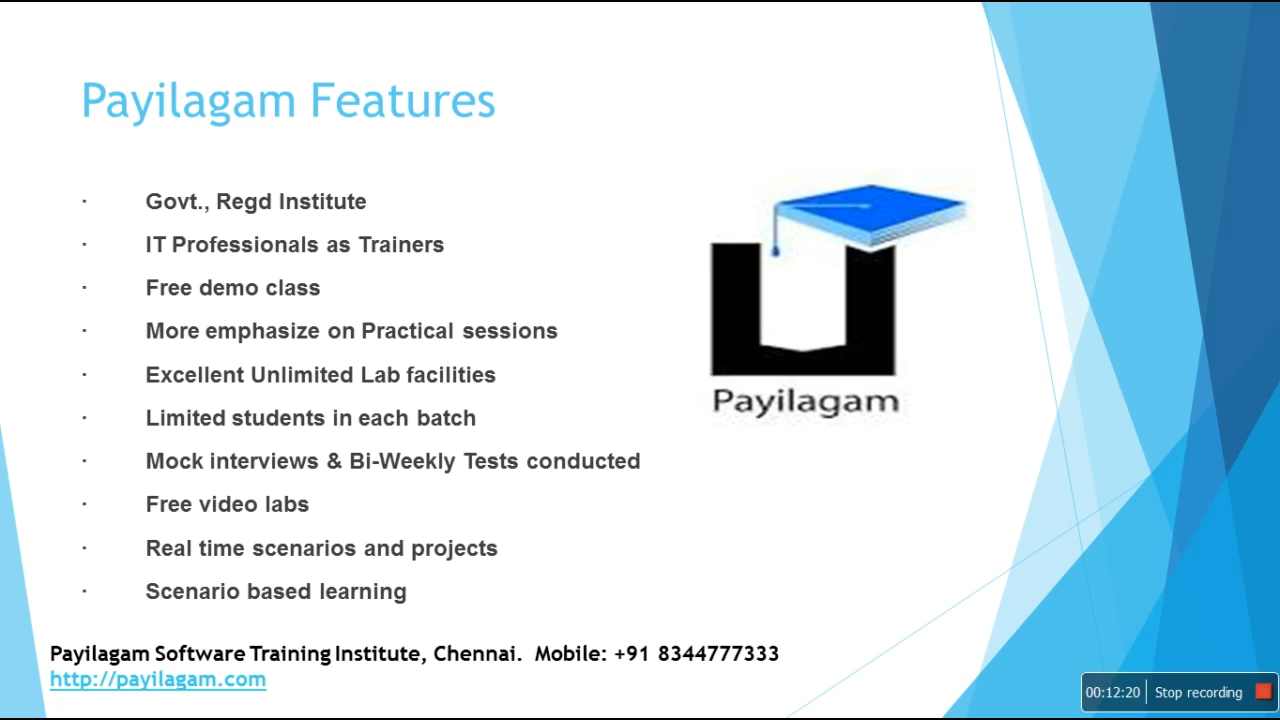 Payilagam Features
· Govt., Regd Institute
· IT Professionals as Trainers
· Free demo class
· More emphasize on Practical sessions
· Excellent Unlimited Lab facilities
· Limited students in each batch
· Mock interviews & Bi-Weekly Tests conducted
· Free video labs
· Real time scenarios and projects
· Scenario based learning
Payilagam
Payilagam Software Training Institute, Chennai. Mobile: +91 8344777333
http://payilagam.com
00:12:20 Stop recording